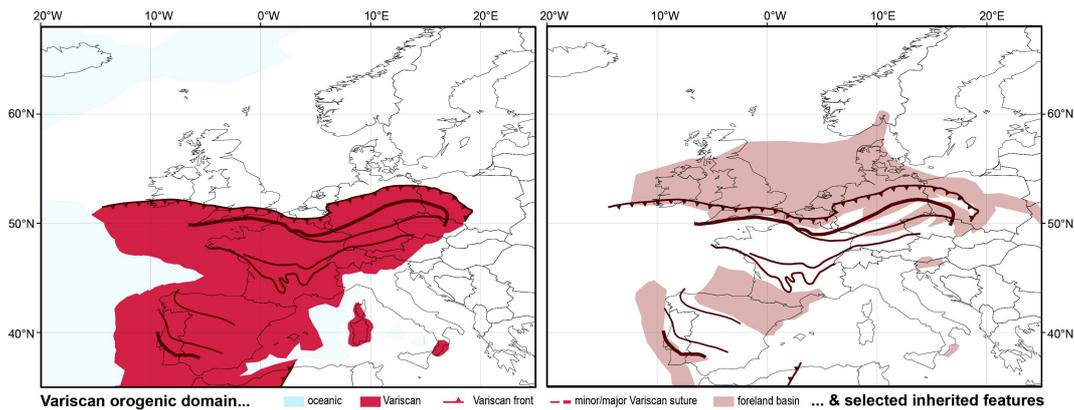 20°W 10°W 0°W 10°E 20°E 20°W 10°W 0°W 10°E 20°E
60°N 60°N
50°N 50°N
40°N 40°N
Variscan orogenic domain... oceanic Variscan Variscan front minor/major Variscan suture foreland basin ... & selected inherited features